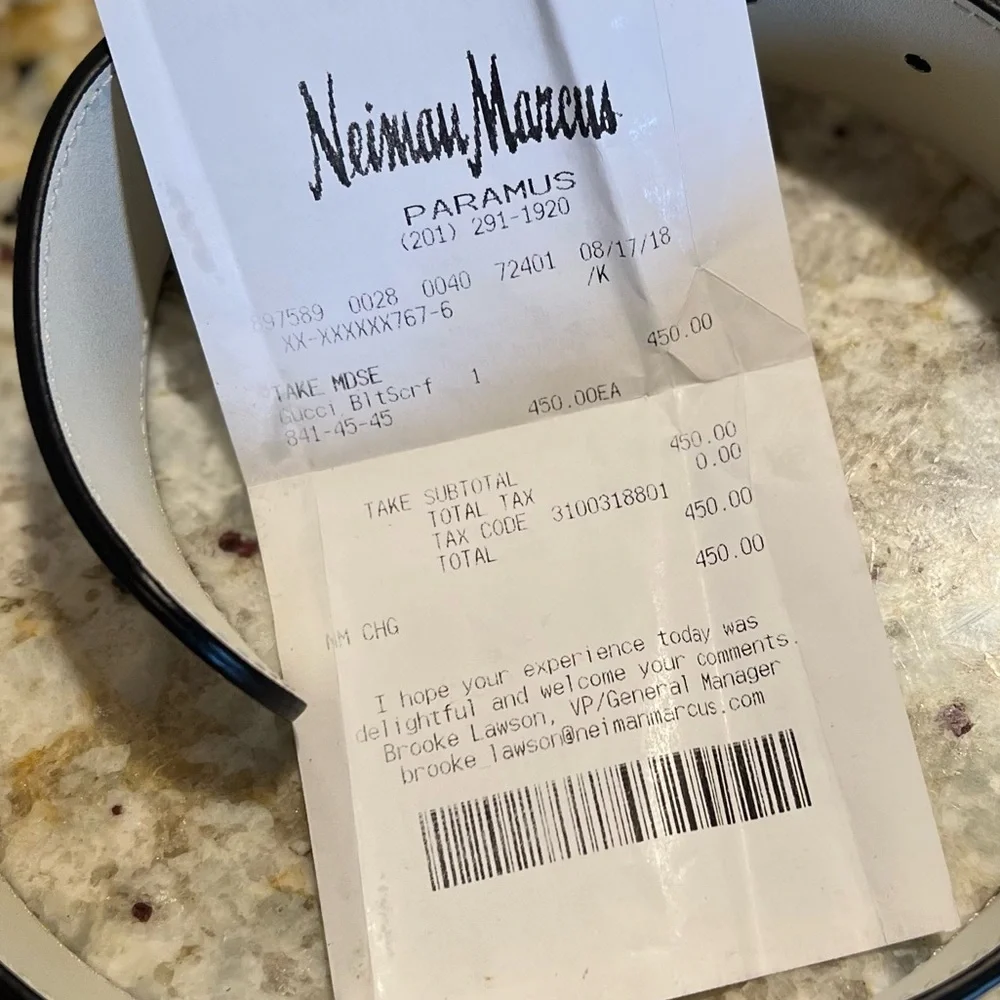 Neiman Marcus
PARAMUS
(201) 291-1920
897589 0028 0040 72401 08/17/18
XX-XXXXXX767-6 /K
TAKE MDSE 450.00
Gucci BltScrf 1
841-45-45 450.00EA
TAKE SUBTOTAL 450.00
TOTAL TAX 0.00
TAX CODE 3100318801
TOTAL 450.00
NM CHG 450.00
I hope your experience today was
delightful and welcome your comments.
Brooke Lawson, VP/General Manager
brooke_lawson@neimanmarcus.com